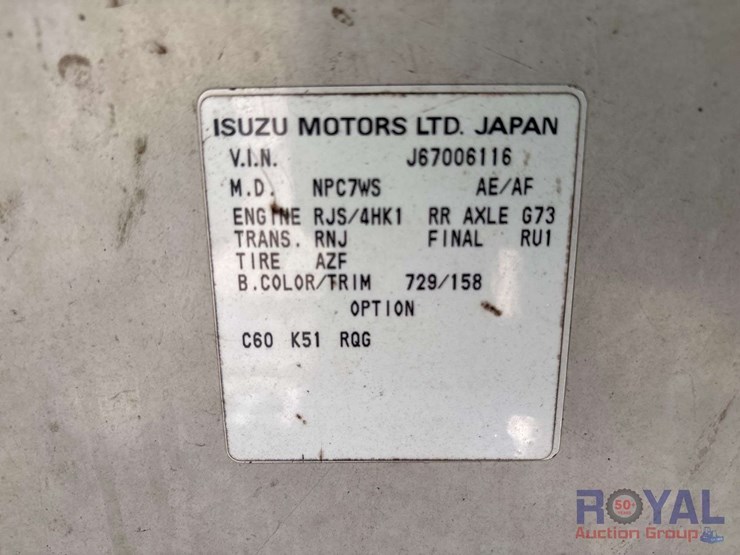 ISUZU MOTORS LTD. JAPAN
V.I.N. J67006116
M.D. NPC7WS AE/AF
ENGINE RJS/4HK1 RR AXLE G73
TRANS. RNJ FINAL RU1
TIRE AZF
B.COLOR/TRIM 729/158
OPTION
C60 K51 RQG
ROYAL
50+
Auction Group